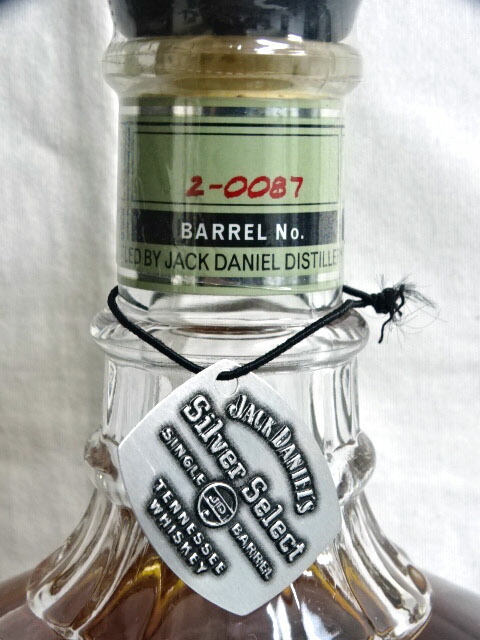 2-0087
BARREL No.
LED BY JACK DANIEL DISTILLE
JACK DANIEL'S
Silver Select
SINGLE JD BARREL
TENNESSEE
WHISKEY